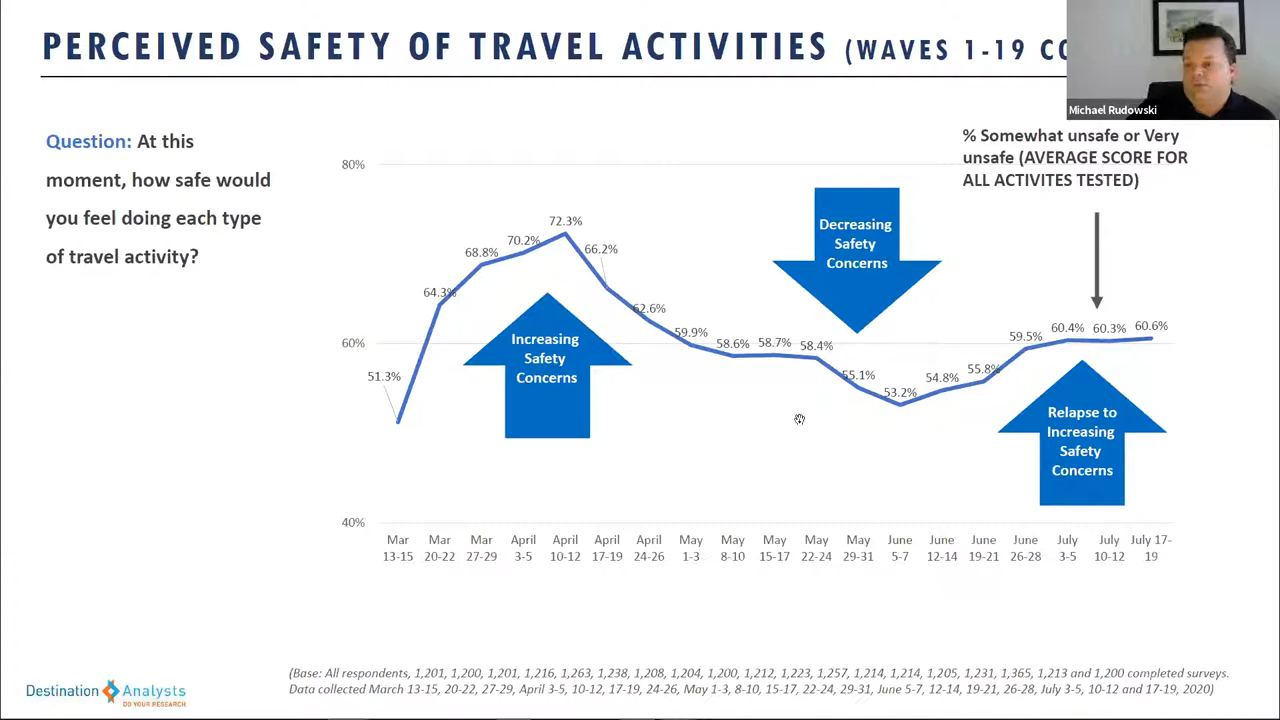 PERCEIVED SAFETY OF TRAVEL ACTIVITIES (WAVES 1-19 CO
Michael Rudowski
Question: At this
moment, how safe would
you feel doing each type
of travel activity?
% Somewhat unsafe or Very
unsafe (AVERAGE SCORE FOR
ALL ACTIVITES TESTED)
80%
60%
40%
51.3%
64.3%
68.8%
70.2%
72.3%
66.2%
62.6%
59.9%
58.6%
58.7%
58.4%
55.1%
53.2%
54.8%
55.8%
59.5%
60.4%
60.3%
60.6%
Increasing
Safety
Concerns
Decreasing
Safety
Concerns
Relapse to
Increasing
Safety
Concerns
Mar
13-15
Mar
20-22
Mar
27-29
April
3-5
April
10-12
April
17-19
April
24-26
May
1-3
May
8-10
May
15-17
May
22-24
May
29-31
June
5-7
June
12-14
June
19-21
June
26-28
July
3-5
July
10-12
July 17-
19
(Base: All respondents, 1,201, 1,200, 1,201, 1,216, 1,263, 1,238, 1,208, 1,204, 1,200, 1,212, 1,223, 1,257, 1,214, 1,214, 1,205, 1,231, 1,365, 1,213 and 1,200 completed surveys.
Data collected March 13-15, 20-22, 27-29, April 3-5, 10-12, 17-19, 24-26, May 1-3, 8-10, 15-17, 22-24, 29-31, June 5-7, 12-14, 19-21, 26-28, July 3-5, 10-12 and 17-19, 2020)
Destination Analysts
DO YOUR RESEARCH